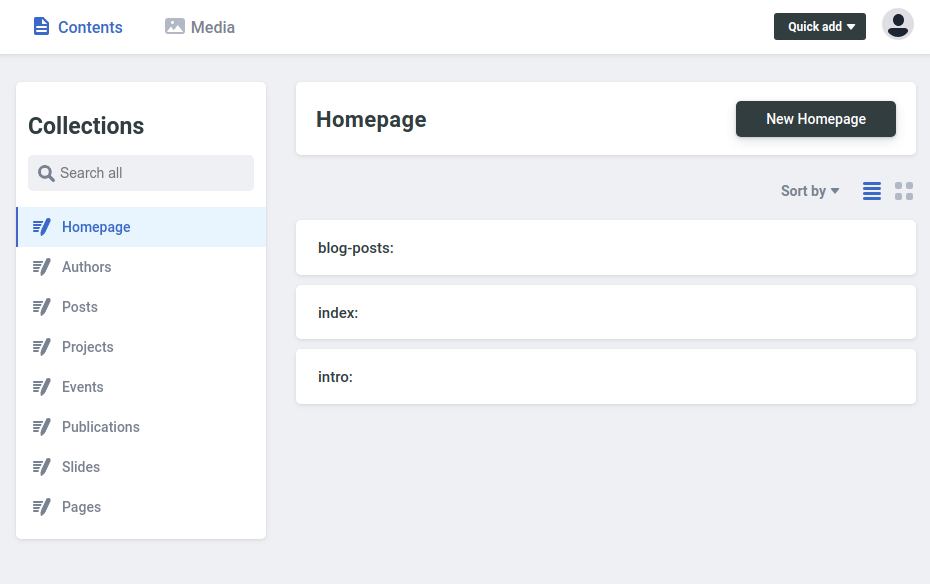 Contents
Media
Quick add
Collections
Search all
Homepage
Authors
Posts
Projects
Events
Publications
Slides
Pages
Homepage
New Homepage
Sort by
blog-posts:
index:
intro: